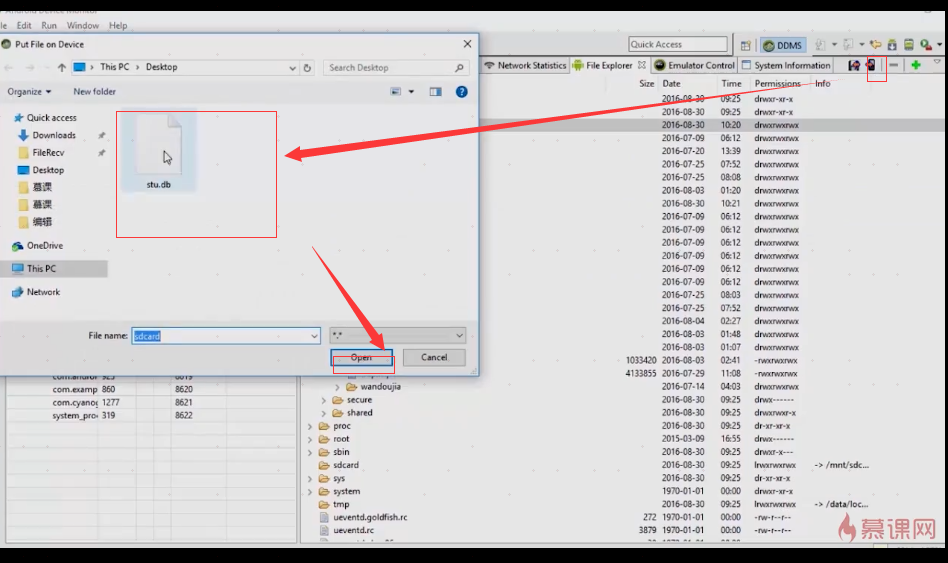 Edit Run Window Help
Put File on Device
This PC > Desktop
Search Desktop
Organize
New folder
Quick access
Downloads
FileRecv
Desktop
慕课
慕课
编辑
OneDrive
This PC
Network
stu.db
File name:
sdcard
*.*
Open
Cancel
Quick Access
DDMS
Network Statistics
File Explorer
Emulator Control
System Information
Size Date Time Permissions Info
2016-08-30 09:25 drwxr-xr-x
2016-08-30 09:25 drwxr-xr-x
2016-08-30 10:20 drwxrwxrwx
2016-07-09 06:12 drwxrwxrwx
2016-07-20 13:39 drwxrwxrwx
2016-07-25 07:52 drwxrwxrwx
2016-07-25 08:08 drwxrwxrwx
2016-08-03 01:20 drwxrwxrwx
2016-08-30 10:21 drwxrwxrwx
2016-07-09 06:12 drwxrwxrwx
2016-07-09 06:12 drwxrwxrwx
2016-07-09 06:12 drwxrwxrwx
2016-07-09 06:12 drwxrwxrwx
2016-07-09 06:12 drwxrwxrwx
2016-07-09 06:12 drwxrwxrwx
2016-07-25 08:03 drwxrwxrwx
2016-07-25 07:52 drwxrwxrwx
2016-08-04 02:27 drwxrwxrwx
2016-08-03 01:48 drwxrwxrwx
2016-08-03 01:07 drwxrwxrwx
1033420 2016-08-03 02:41 -rwxrwxrwx
4133855 2016-07-29 11:08 -rwxrwxrwx
wandoujia 2016-07-14 04:03 drwxrwxrwx
secure 2016-08-30 09:25 drwx------
shared 2016-08-30 09:25 drwxrwxr-x
proc 2016-08-30 09:25 dr-xr-xr-x
root 2015-03-09 16:55 drwx------
sbin 2016-08-30 09:25 drwxr-x---
sdcard 2016-08-30 09:25 lrwxrwxrwx -> /mnt/sdc...
sys 2016-08-30 09:25 dr-xr-xr-x
system 1970-01-01 00:00 drwxr-xr-x
tmp 2016-08-30 09:25 lrwxrwxrwx -> /data/loc...
ueventd.goldfish.rc 272 1970-01-01 00:00 -rw-r--r--
ueventd.rc 3879 1970-01-01 00:00 -rw-r--r--
com.examp 860 8620
com.cyanog 1277 8621
system_proc 319 8622
慕课网